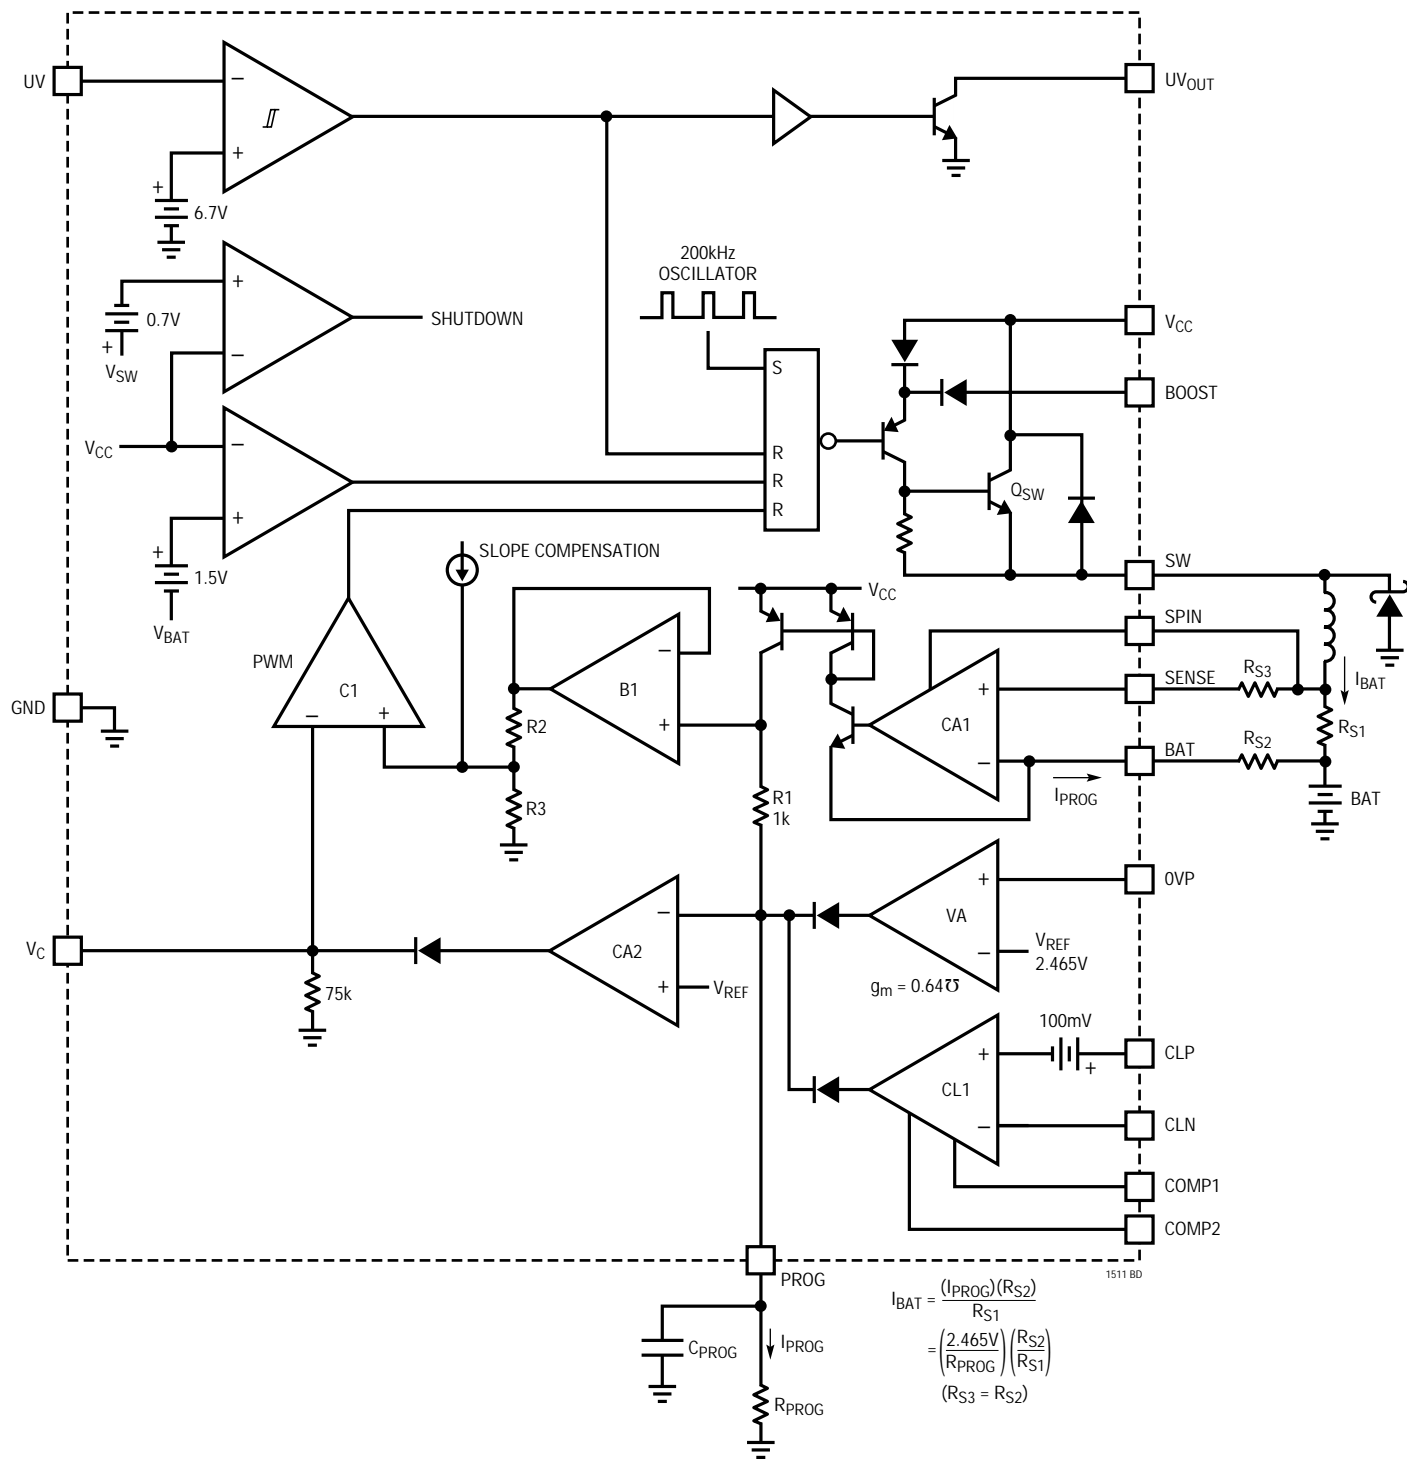 UV
−
+
+
6.7V
UVOUT
+
0.7V
+
VSW
−
SHUTDOWN
200kHz
OSCILLATOR
VCC
BOOST
S
R
R
R
VCC
−
+
+
1.5V
VBAT
QSW
SW
SLOPE COMPENSATION
VCC
SPIN
SENSE
RS3
IBAT
RS1
PWM
C1
−
+
GND
B1
−
+
R2
R3
R1
1k
CA1
+
−
BAT
RS2
IPROG
BAT
VA
+
−
0VP
VREF
2.465V
gm = 0.64℧
VC
75k
CA2
−
+
VREF
100mV
+
CL1
+
−
CLP
CLN
COMP1
COMP2
PROG
1511 BD
CPROG
IPROG
RPROG
IBAT = (IPROG)(RS2)
RS1
= (2.465V / RPROG) (RS2 / RS1)
(RS3 = RS2)